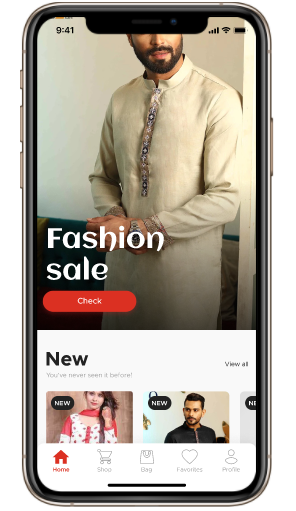 9:41
Fashion
sale
Check
New
View all
You've never seen it before!
NEW
NEW
NE
Home
Shop
Bag
Favorites
Profile